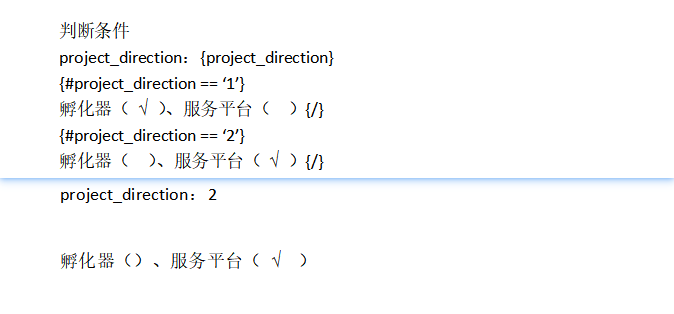 判断条件
project_direction：{project_direction}
{#project_direction == ‘1’}
孵化器（ √ ）、服务平台（　）{/}
{#project_direction == ‘2’}
孵化器（　）、服务平台（ √ ）{/}
project_direction：2
孵化器（）、服务平台（ √　）